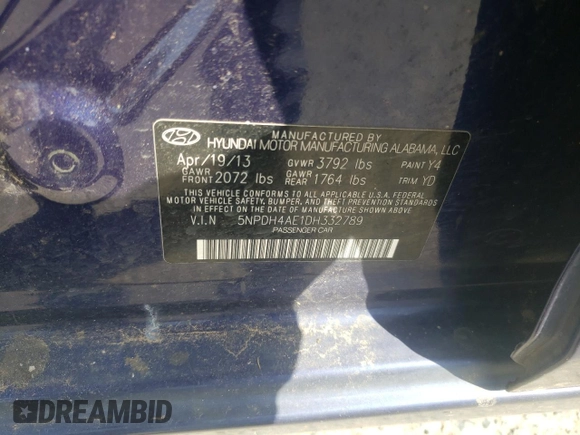 MANUFACTURED BY
HYUNDAI MOTOR MANUFACTURING ALABAMA, LLC
Apr/19/13 GVWR 3792 lbs PAINT Y4
GAWR FRONT 2072 lbs GAWR REAR 1764 lbs TRIM YD
THIS VEHICLE CONFORMS TO ALL APPLICABLE U.S.A. FEDERAL
MOTOR VEHICLE SAFETY, BUMPER, AND THEFT PREVENTION STANDARDS
IN EFFECT ON THE DATE OF MANUFACTURE SHOWN ABOVE.
V.I.N 5NPDH4AE1DH332789
PASSENGER CAR
DREAMBID